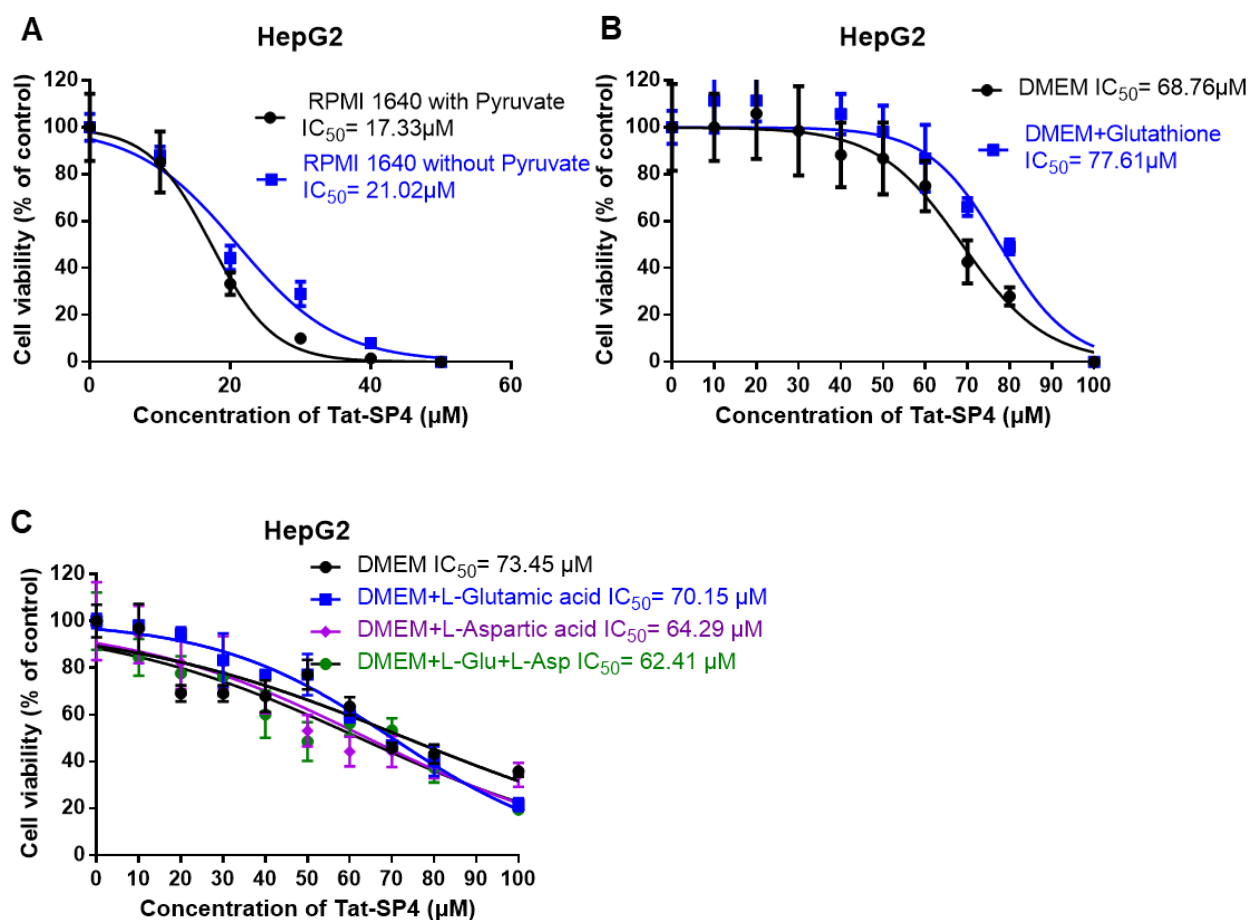 A
HepG2
RPMI 1640 with Pyruvate
IC50= 17.33µM
RPMI 1640 without Pyruvate
IC50= 21.02µM
Cell viability (% of control)
120
100
80
60
40
20
0
0 20 40 60
Concentration of Tat-SP4 (µM)
B
HepG2
DMEM IC50= 68.76µM
DMEM+Glutathione
IC50= 77.61µM
Cell viability (% of control)
120
100
80
60
40
20
0
0 10 20 30 40 50 60 70 80 90 100
Concentration of Tat-SP4 (µM)
C
HepG2
DMEM IC50= 73.45 µM
DMEM+L-Glutamic acid IC50= 70.15 µM
DMEM+L-Aspartic acid IC50= 64.29 µM
DMEM+L-Glu+L-Asp IC50= 62.41 µM
Cell viability (% of control)
120
100
80
60
40
20
0
0 10 20 30 40 50 60 70 80 90 100
Concentration of Tat-SP4 (µM)